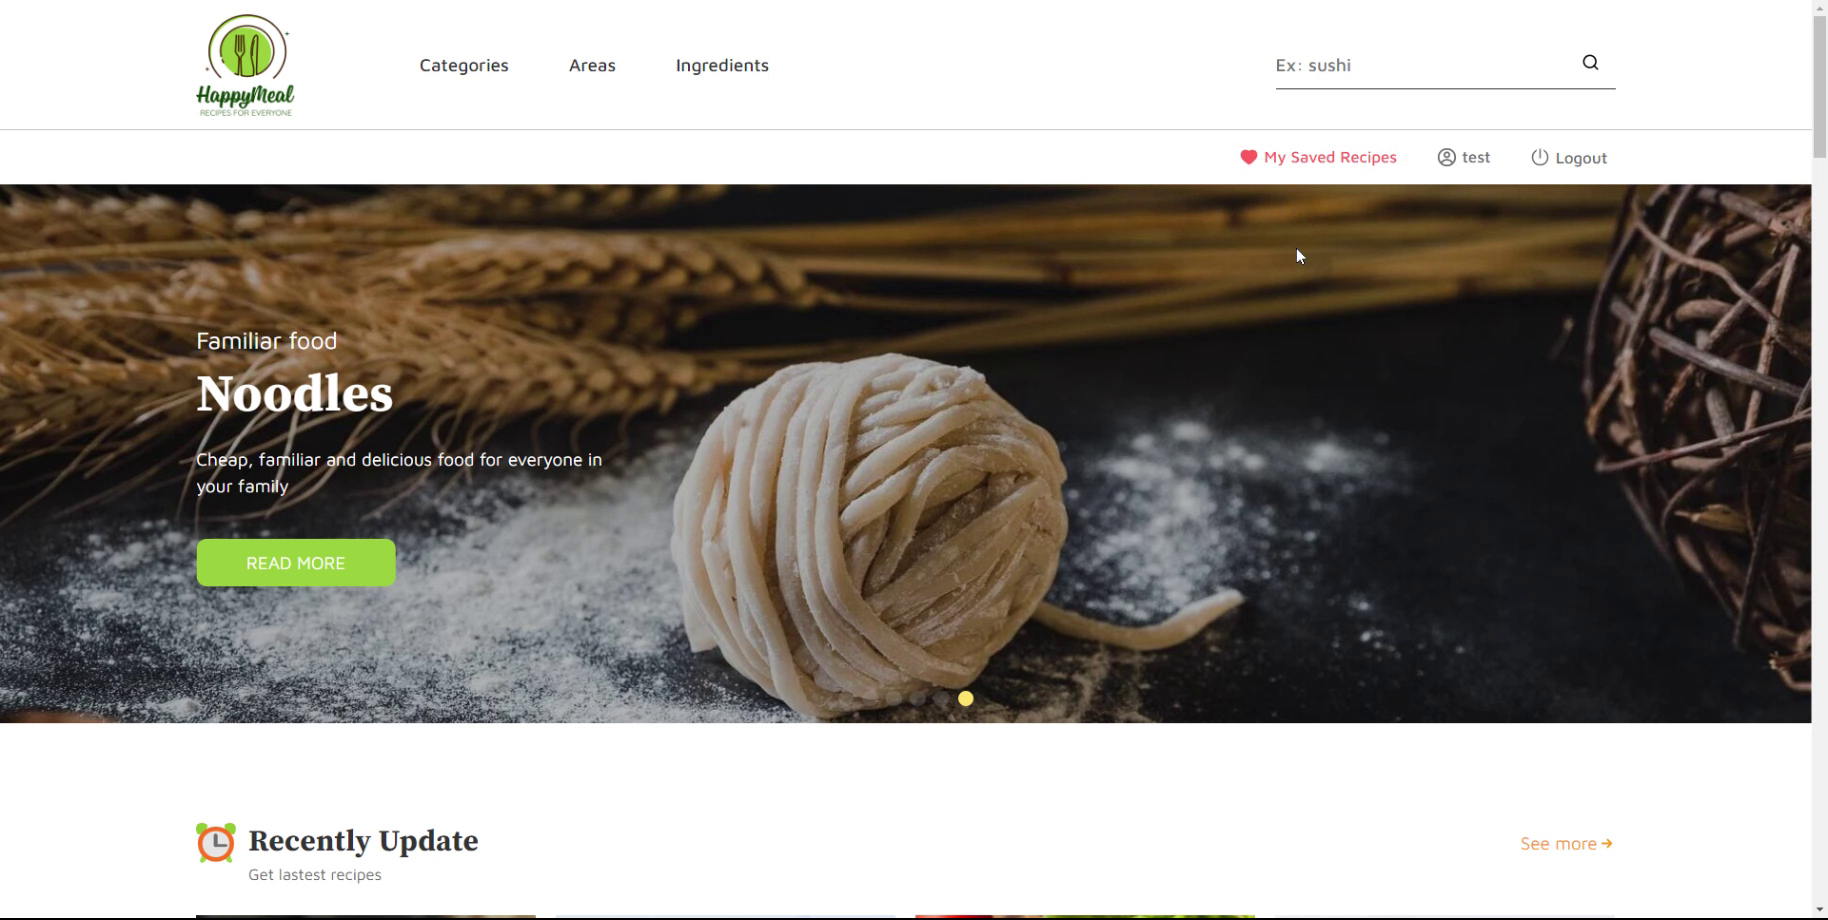 HappyMeal
RECIPES FOR EVERYONE
Categories
Areas
Ingredients
Ex: sushi
My Saved Recipes
test
Logout
Familiar food
Noodles
Cheap, familiar and delicious food for everyone in
your family
READ MORE
Recently Update
See more
Get lastest recipes